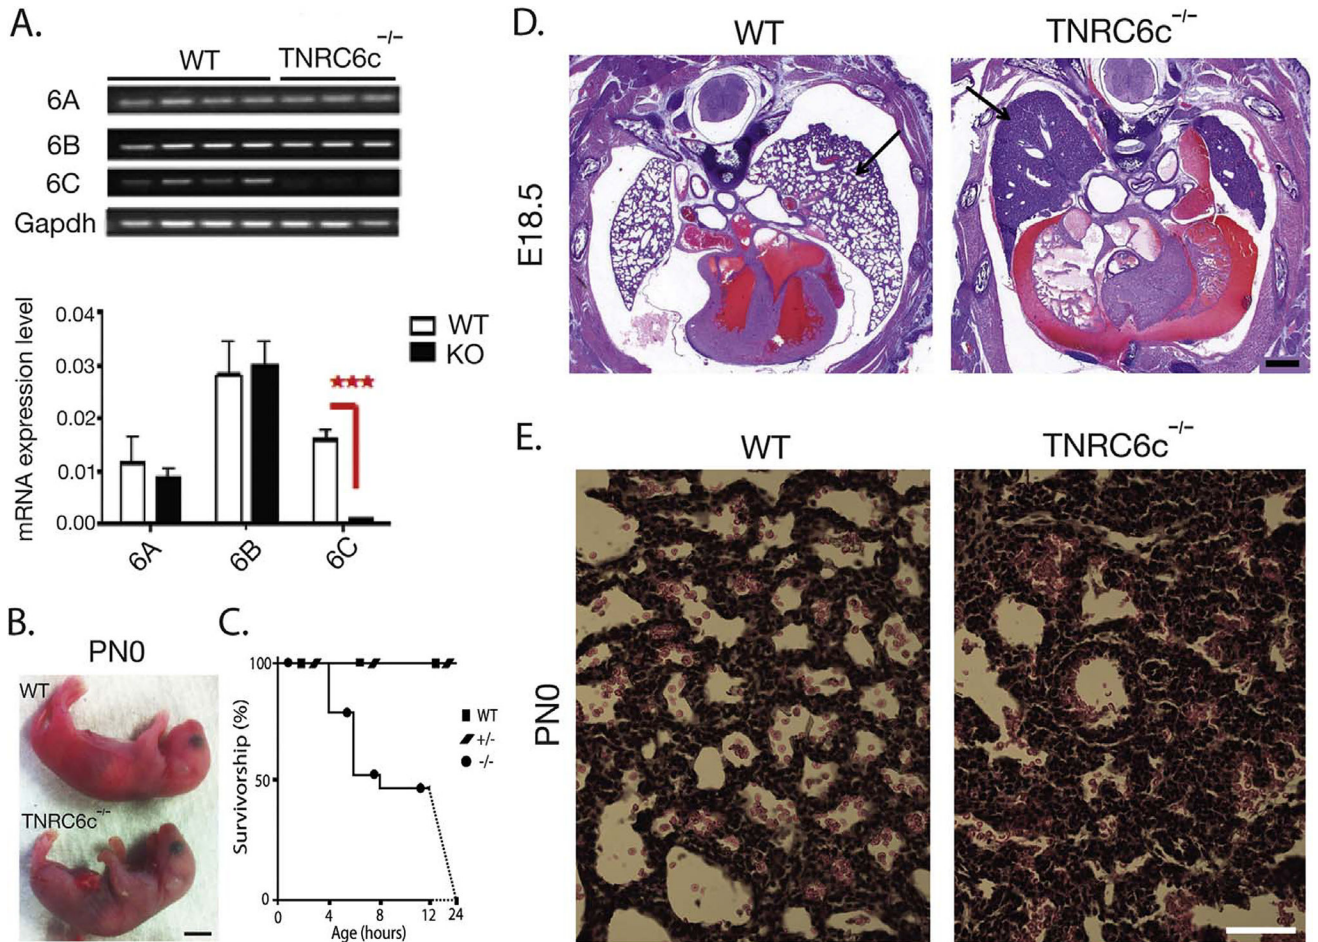 A.
WT
TNRC6c−/−
6A
6B
6C
Gapdh
mRNA expression level
0.04
0.03
0.02
0.01
0.00
6A
6B
6C
★★★
WT
KO
B.
PN0
WT
TNRC6c−/−
C.
Survivorship (%)
100
50
0
0 4 8 12 24
Age (hours)
WT
+/-
-/-
D.
WT
TNRC6c−/−
E18.5
E.
WT
TNRC6c−/−
PN0